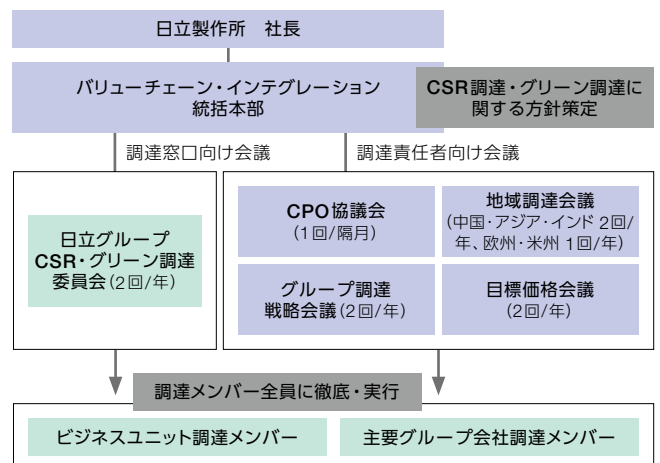 日立製作所　社長
バリューチェーン・インテグレーション
統括本部
CSR調達・グリーン調達に
関する方針策定
調達窓口向け会議
調達責任者向け会議
日立グループ
CSR・グリーン調達
委員会(2回/年)
CPO協議会
(1回/隔月)
地域調達会議
(中国・アジア・インド 2回/
年、欧州・米州 1回/年)
グループ調達
戦略会議(2回/年)
目標価格会議
(2回/年)
調達メンバー全員に徹底・実行
ビジネスユニット調達メンバー
主要グループ会社調達メンバー